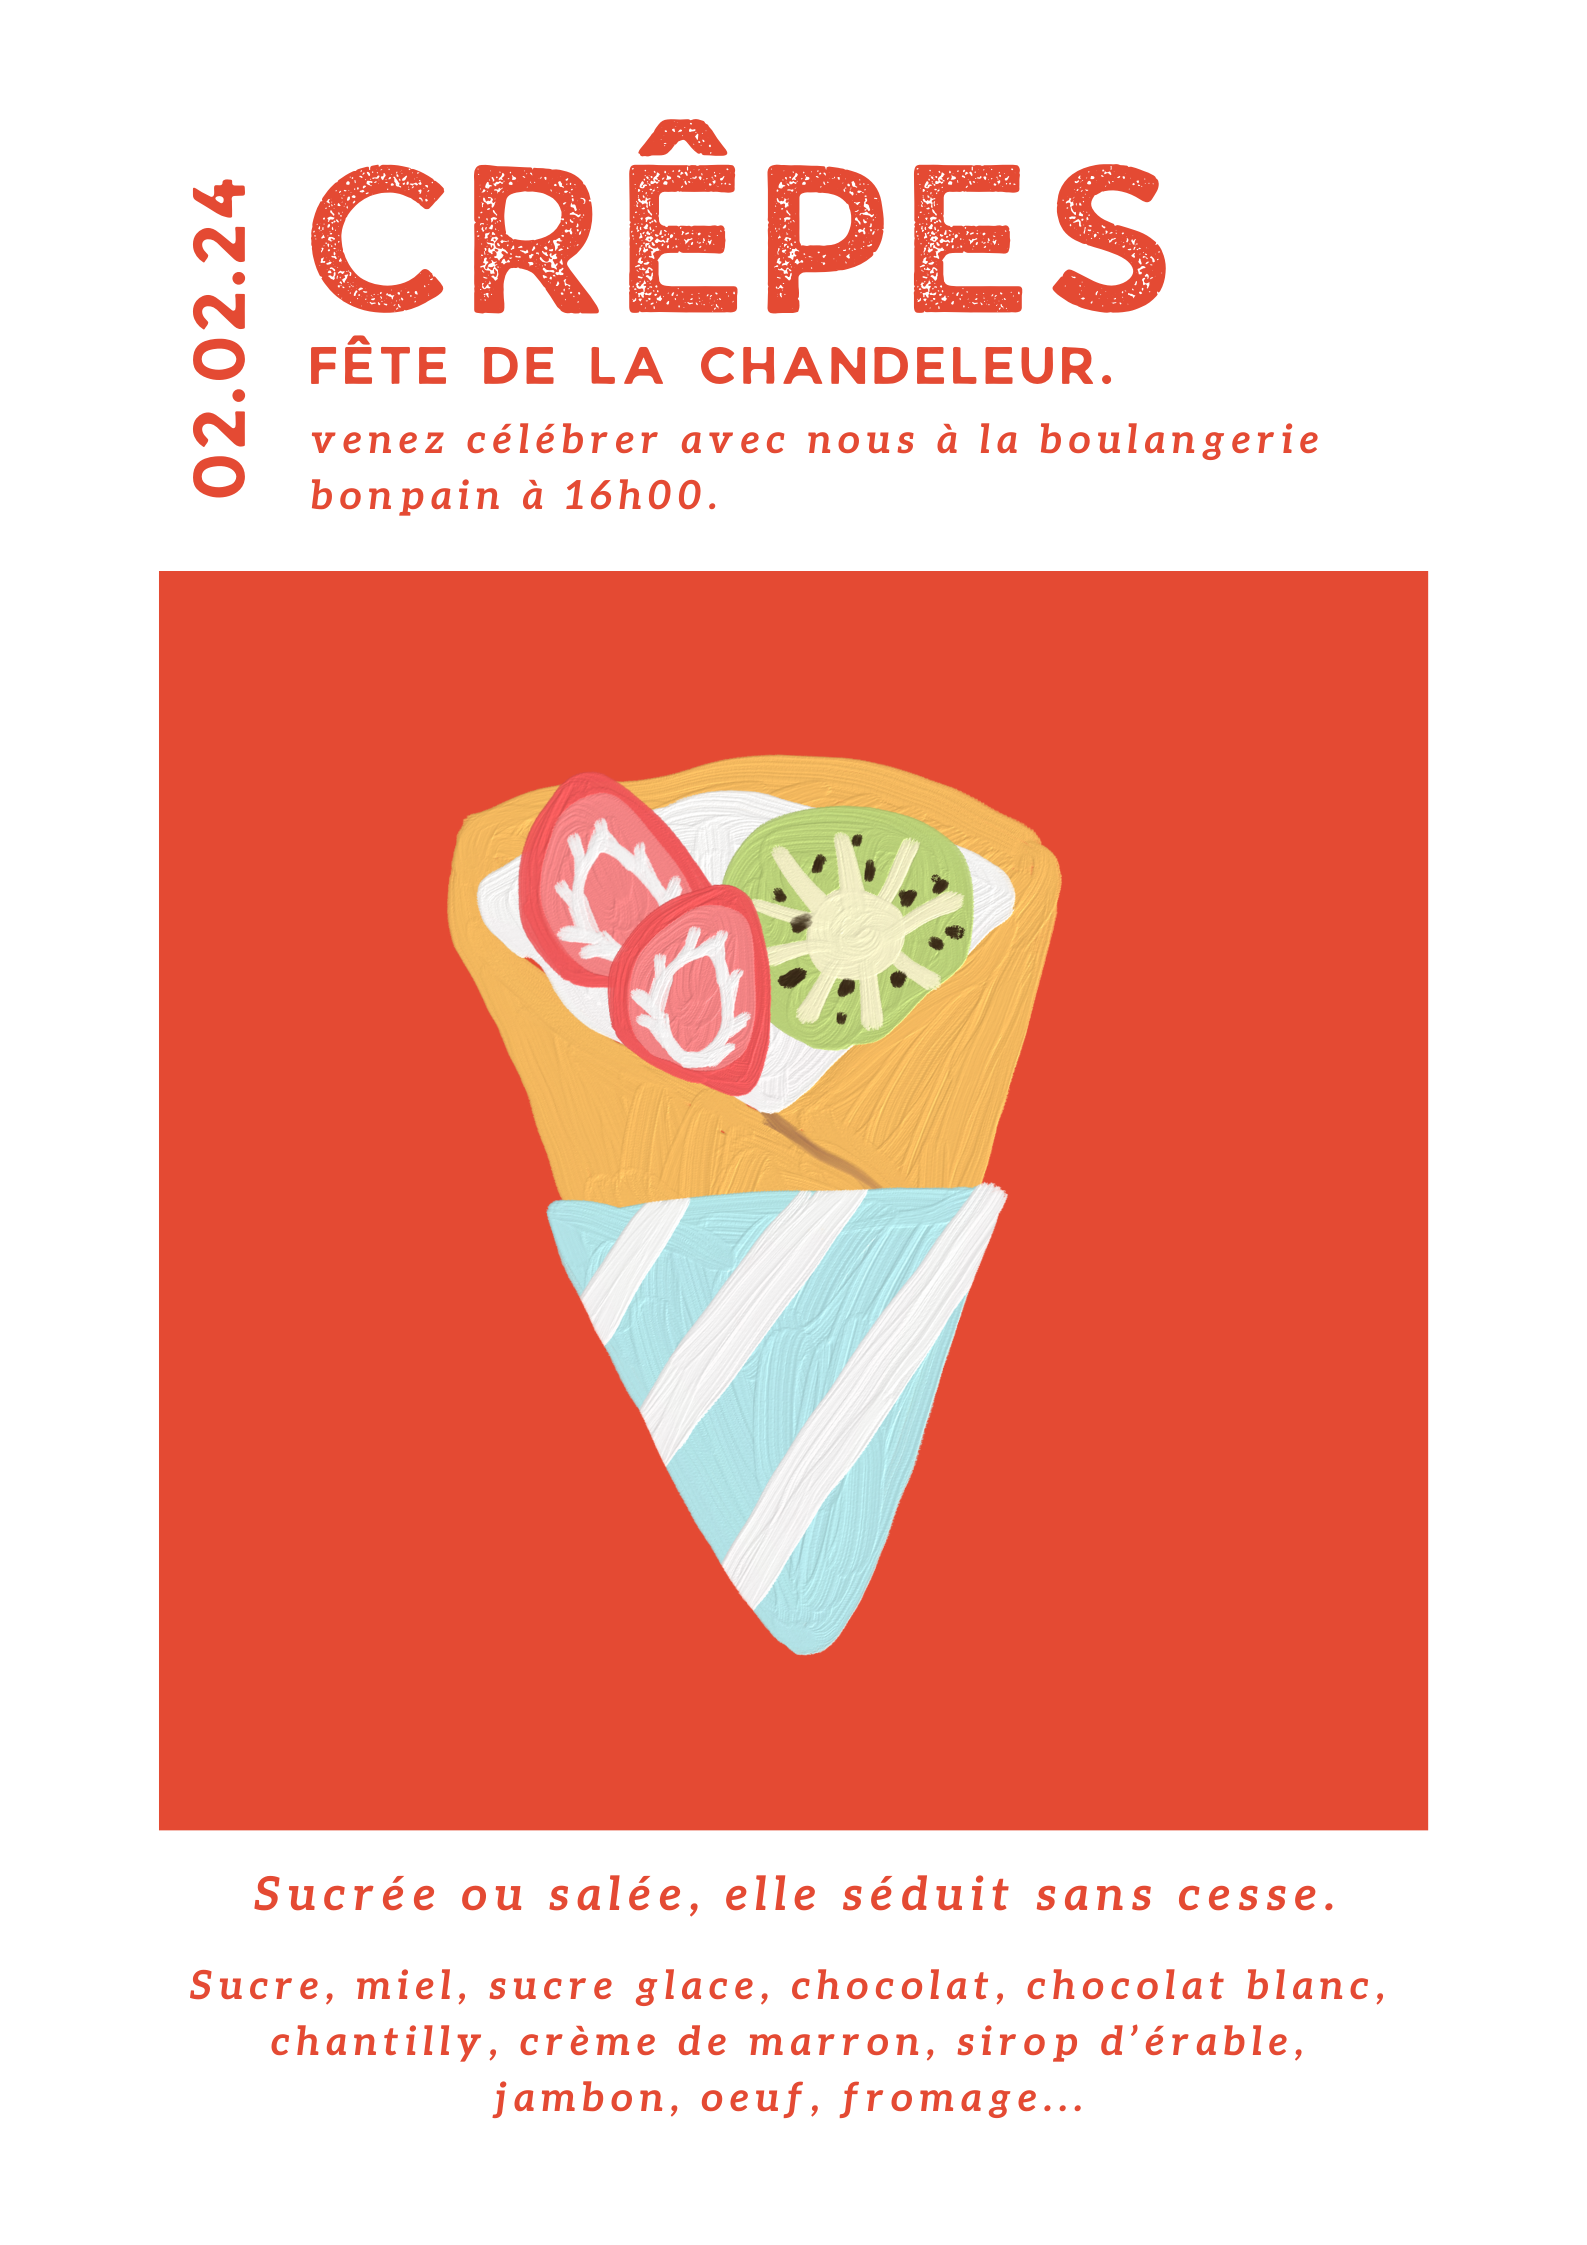 02.02.24
CRÊPES
FÊTE DE LA CHANDELEUR.
venez célébrer avec nous à la boulangerie
bonpain à 16h00.
Sucrée ou salée, elle séduit sans cesse.
Sucre, miel, sucre glace, chocolat, chocolat blanc,
chantilly, crème de marron, sirop d’érable,
jambon, oeuf, fromage...